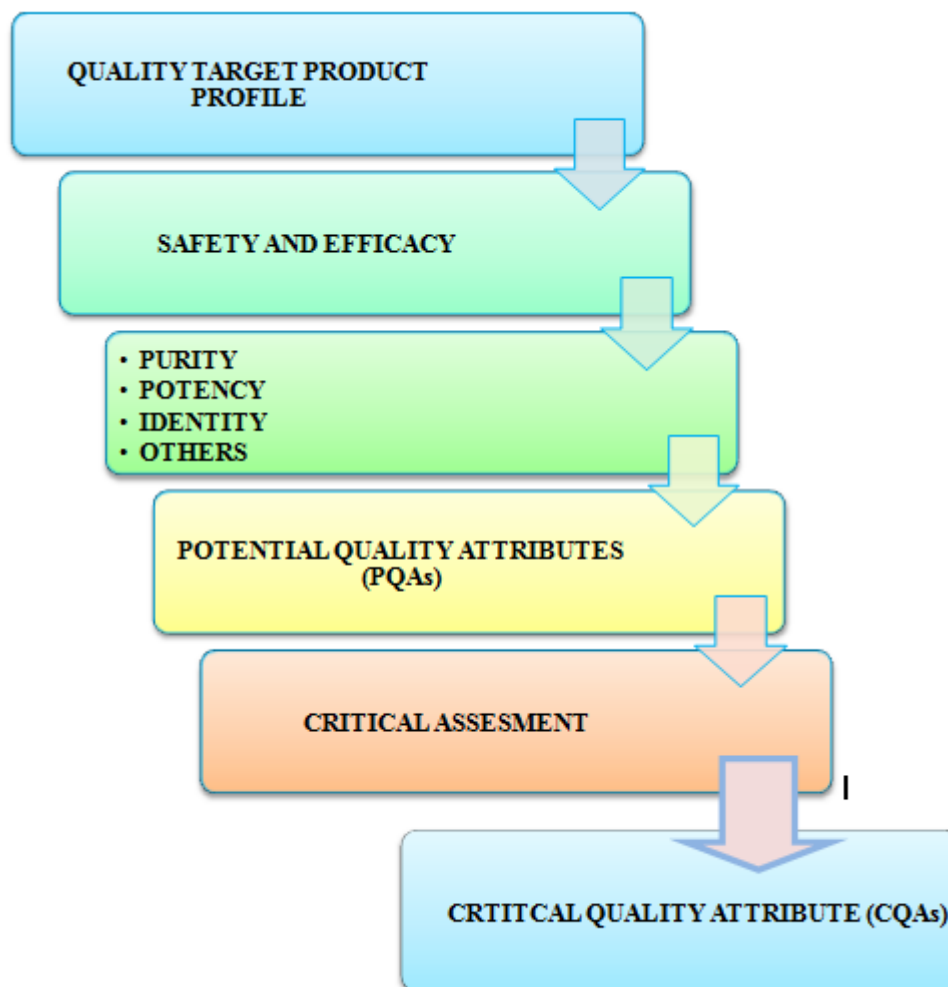 QUALITY TARGET PRODUCT
PROFILE
SAFETY AND EFFICACY
• PURITY
• POTENCY
• IDENTITY
• OTHERS
POTENTIAL QUALITY ATTRIBUTES
(PQAs)
CRITICAL ASSESMENT
CRTITCAL QUALITY ATTRIBUTE (CQAs)